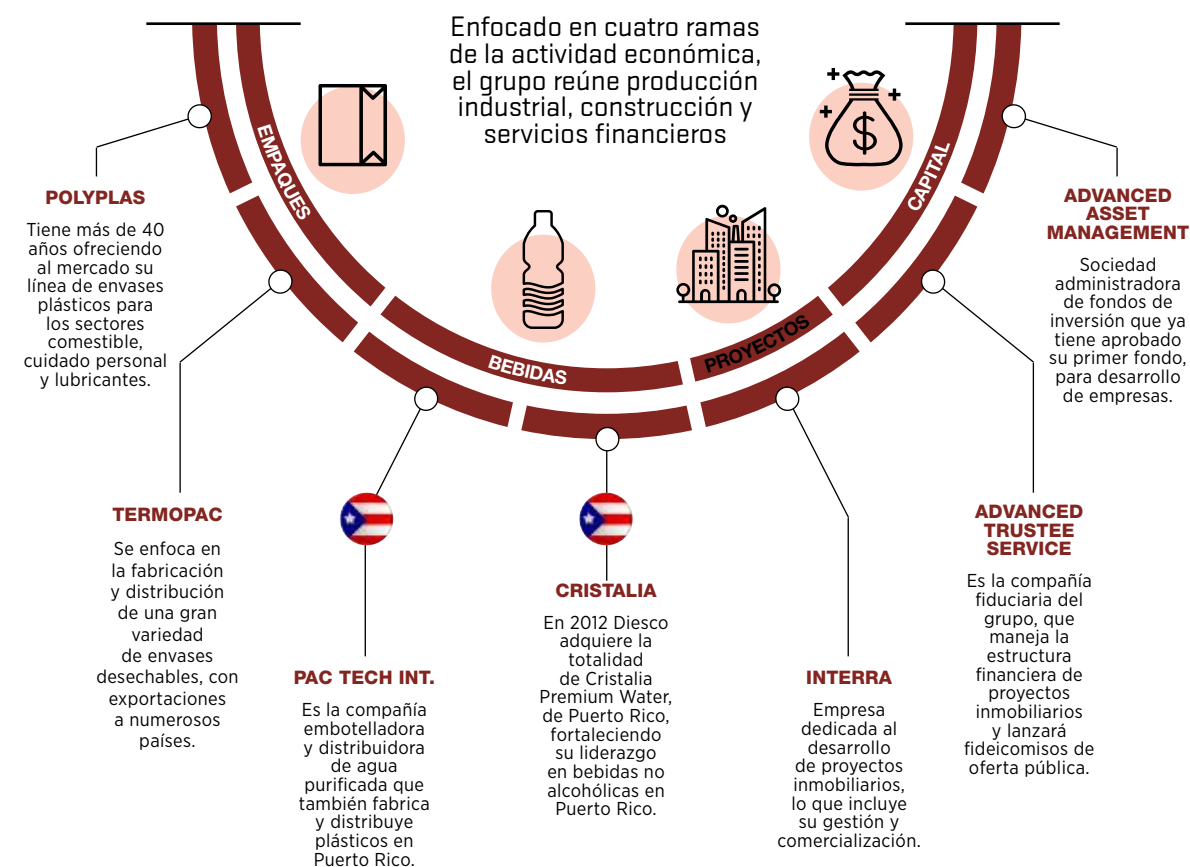 Enfocado en cuatro ramas
de la actividad económica,
el grupo reúne producción
industrial, construcción y
servicios financieros
EMPAQUES
BEBIDAS
PROYECTOS
CAPITAL
$
POLYPLAS
Tiene más de 40
años ofreciendo
al mercado su
línea de envases
plásticos para
los sectores
comestible,
cuidado personal
y lubricantes.
TERMOPAC
Se enfoca en
la fabricación
y distribución
de una gran
variedad
de envases
desechables, con
exportaciones
a numerosos
países.
PAC TECH INT.
Es la compañía
embotelladora
y distribuidora
de agua
purificada que
también fabrica
y distribuye
plásticos en
Puerto Rico.
CRISTALIA
En 2012 Diesco
adquiere la
totalidad
de Cristalia
Premium Water,
de Puerto Rico,
fortaleciendo
su liderazgo
en bebidas no
alcohólicas en
Puerto Rico.
INTERRA
Empresa
dedicada al
desarrollo
de proyectos
inmobiliarios,
lo que incluye
su gestión y
comercialización.
ADVANCED
TRUSTEE
SERVICE
Es la compañía
fiduciaria del
grupo, que
maneja la
estructura
financiera de
proyectos
inmobiliarios
y lanzará
fideicomisos de
oferta pública.
ADVANCED
ASSET
MANAGEMENT
Sociedad
administradora
de fondos de
inversión que ya
tiene aprobado
su primer fondo,
para desarrollo
de empresas.